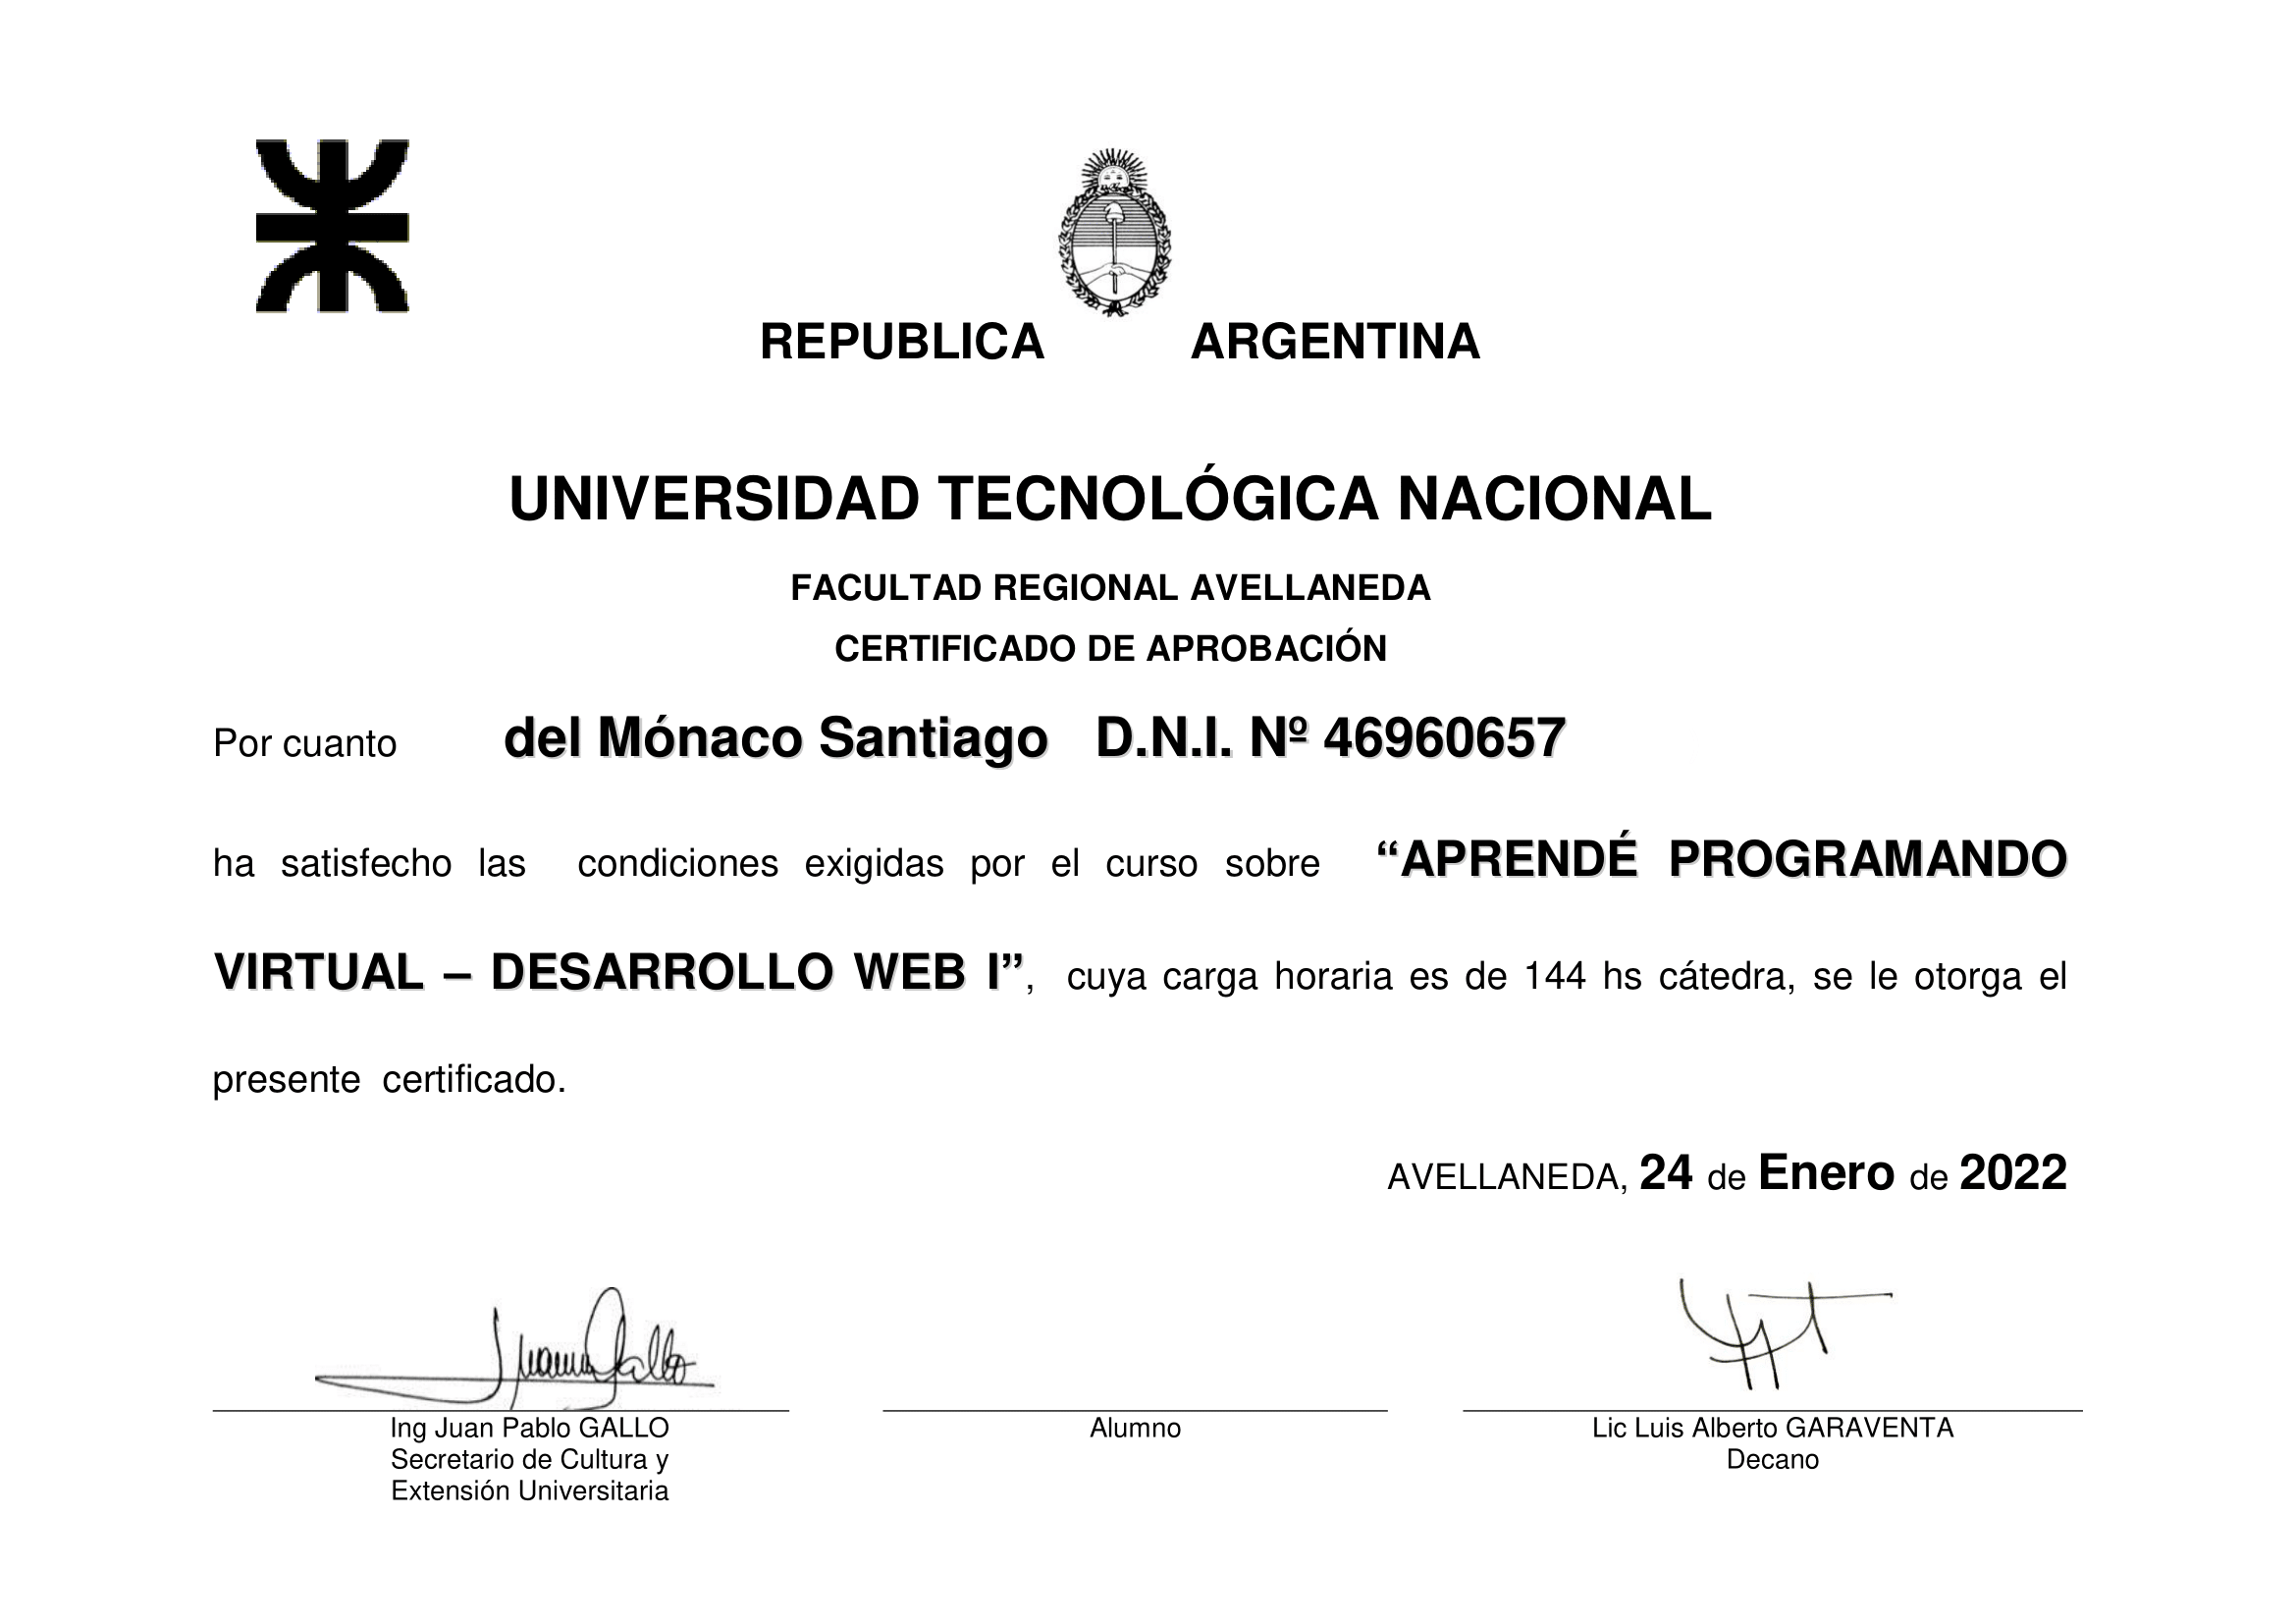 REPUBLICA ARGENTINA
UNIVERSIDAD TECNOLÓGICA NACIONAL
FACULTAD REGIONAL AVELLANEDA
CERTIFICADO DE APROBACIÓN
Por cuanto del Mónaco Santiago D.N.I. Nº 46960657
ha satisfecho las condiciones exigidas por el curso sobre “APRENDÉ PROGRAMANDO
VIRTUAL – DESARROLLO WEB I”, cuya carga horaria es de 144 hs cátedra, se le otorga el
presente certificado.
AVELLANEDA, 24 de Enero de 2022
Juan Gallo
Ing Juan Pablo GALLO
Secretario de Cultura y
Extensión Universitaria
Alumno
Lic Luis Alberto GARAVENTA
Decano